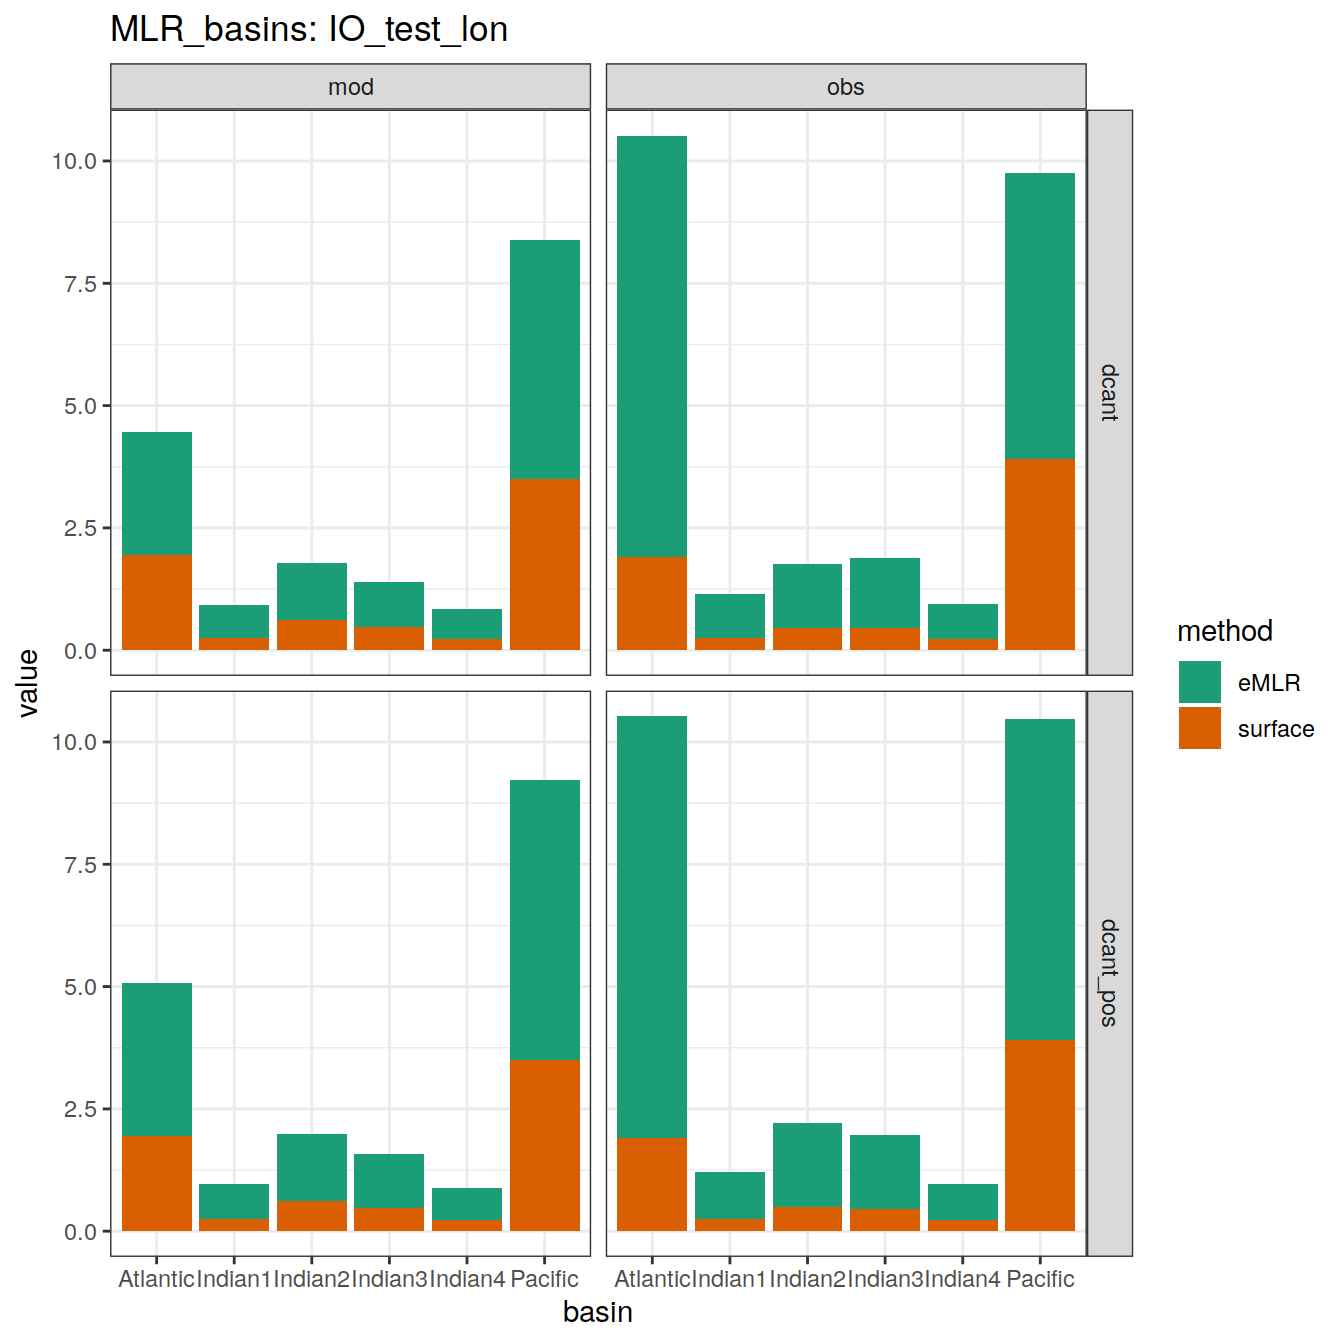 MLR_basins: IO_test_lon
mod
obs
10.0
7.5
5.0
2.5
0.0
dcant
10.0
7.5
5.0
2.5
0.0
dcant_pos
value
Atlantic Indian1 Indian2 Indian3 Indian4 Pacific
Atlantic Indian1 Indian2 Indian3 Indian4 Pacific
basin
method
eMLR
surface